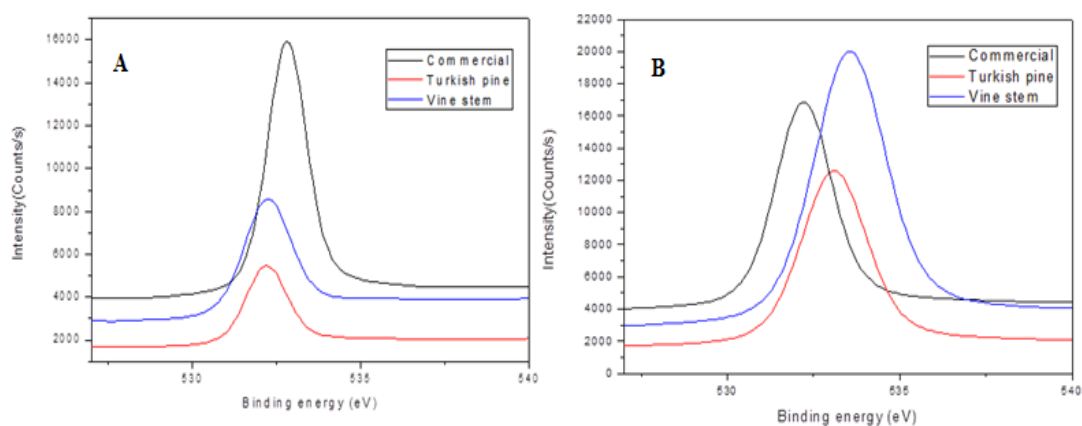 A
Commercial
Turkish pine
Vine stem
16000
14000
12000
10000
8000
6000
4000
2000
Intensity(Counts/s)
530
535
540
Binding energy (eV)
B
Commercial
Turkish pine
Vine stem
22000
20000
18000
16000
14000
12000
10000
8000
6000
4000
2000
0
Intensity(Counts/s)
530
535
540
Binding energy (eV)